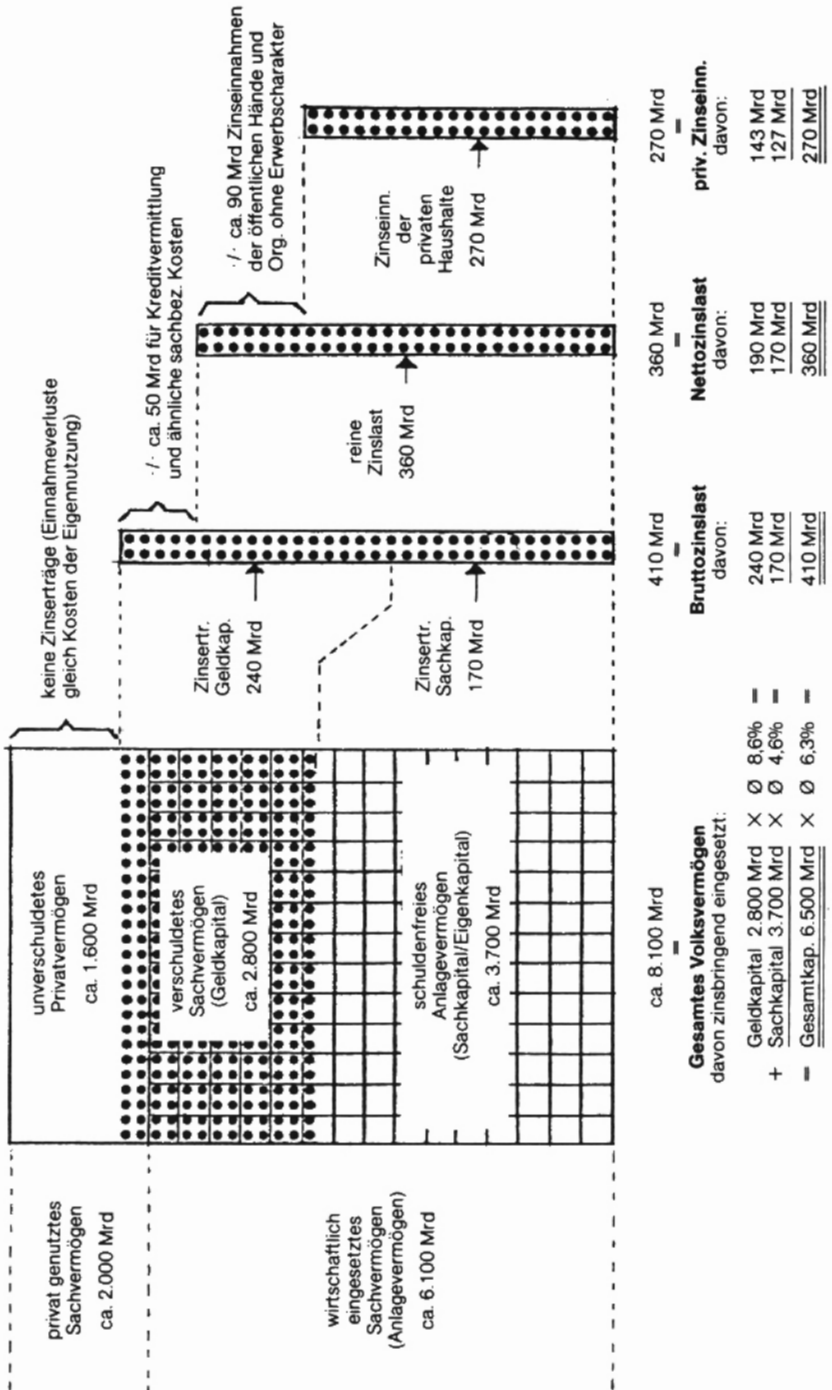 privat genutztes
Sachvermögen
ca. 2.000 Mrd
wirtschaftlich
eingesetztes
Sachvermögen
(Anlagevermögen)
ca. 6.100 Mrd
unverschuldetes
Privatvermögen
ca. 1.600 Mrd
verschuldetes
Sachvermögen
(Geldkapital)
ca. 2.800 Mrd
schuldenfreies
Anlagevermögen
(Sachkapital/Eigenkapital)
ca. 3.700 Mrd
keine Zinserträge (Einnahmeverluste
gleich Kosten der Eigennutzung)
Zinsertr.
Geldkap.
240 Mrd
Zinsertr.
Sachkap.
170 Mrd
·/· ca. 50 Mrd für Kreditvermittlung
und ähnliche sachbez. Kosten
reine
Zinslast
360 Mrd
·/· ca. 90 Mrd Zinseinnahmen
der öffentlichen Hände und
Org. ohne Erwerbscharakter
Zinseinn.
der
privaten
Haushalte
270 Mrd
ca. 8.100 Mrd
=
Gesamtes Volksvermögen
davon zinsbringend eingesetzt:
Geldkapital 2.800 Mrd × Ø 8,6% =
+ Sachkapital 3.700 Mrd × Ø 4,6% =
= Gesamtkap. 6.500 Mrd × Ø 6,3% =
410 Mrd
=
Bruttozinslast
davon:
240 Mrd
170 Mrd
410 Mrd
360 Mrd
=
Nettozinslast
davon:
190 Mrd
170 Mrd
360 Mrd
270 Mrd
=
priv. Zinseinn.
davon:
143 Mrd
127 Mrd
270 Mrd